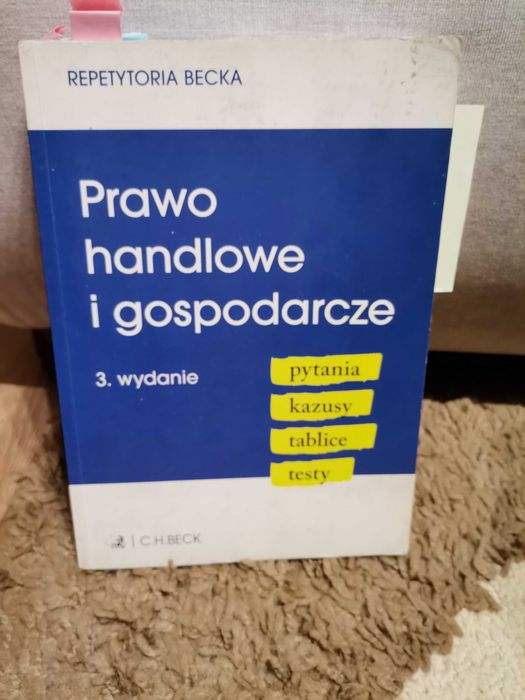 REPETYTORIA BECKA
Prawo
handlowe
i gospodarcze
3. wydanie
pytania
kazusy
tablice
testy
C.H.BECK